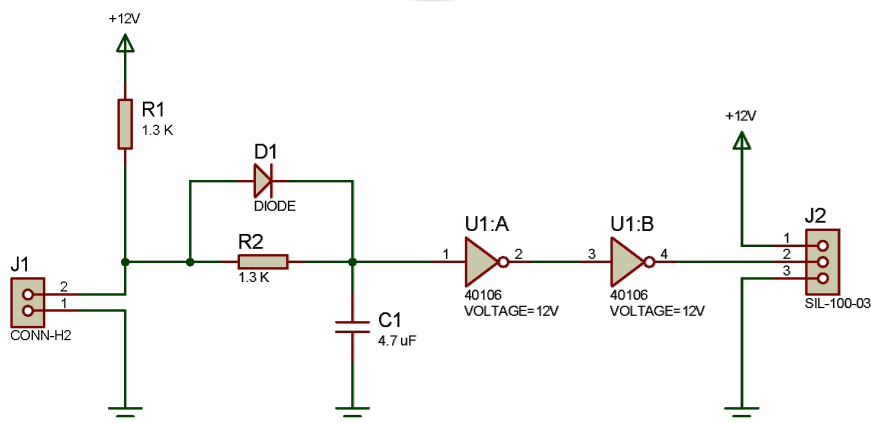 +12V
R1
1.3 K
+12V
D1
DIODE
U1:A
U1:B
J2
R2
1.3 K
1
2
3
4
1
2
3
SIL-100-03
J1
2
1
CONN-H2
40106
VOLTAGE=12V
40106
VOLTAGE=12V
C1
4.7 uF